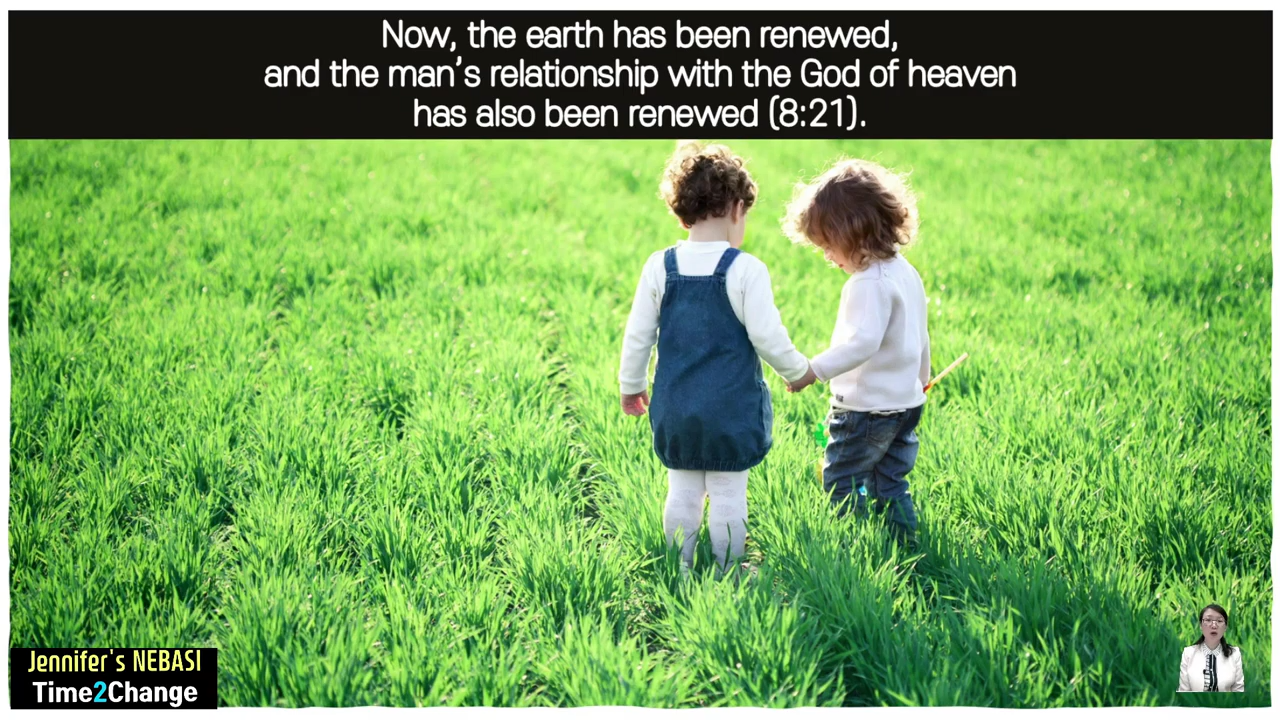 Now, the earth has been renewed,
and the man's relationship with the God of heaven
has also been renewed (8:21).
Jennifer's NEBASI
Time2Change